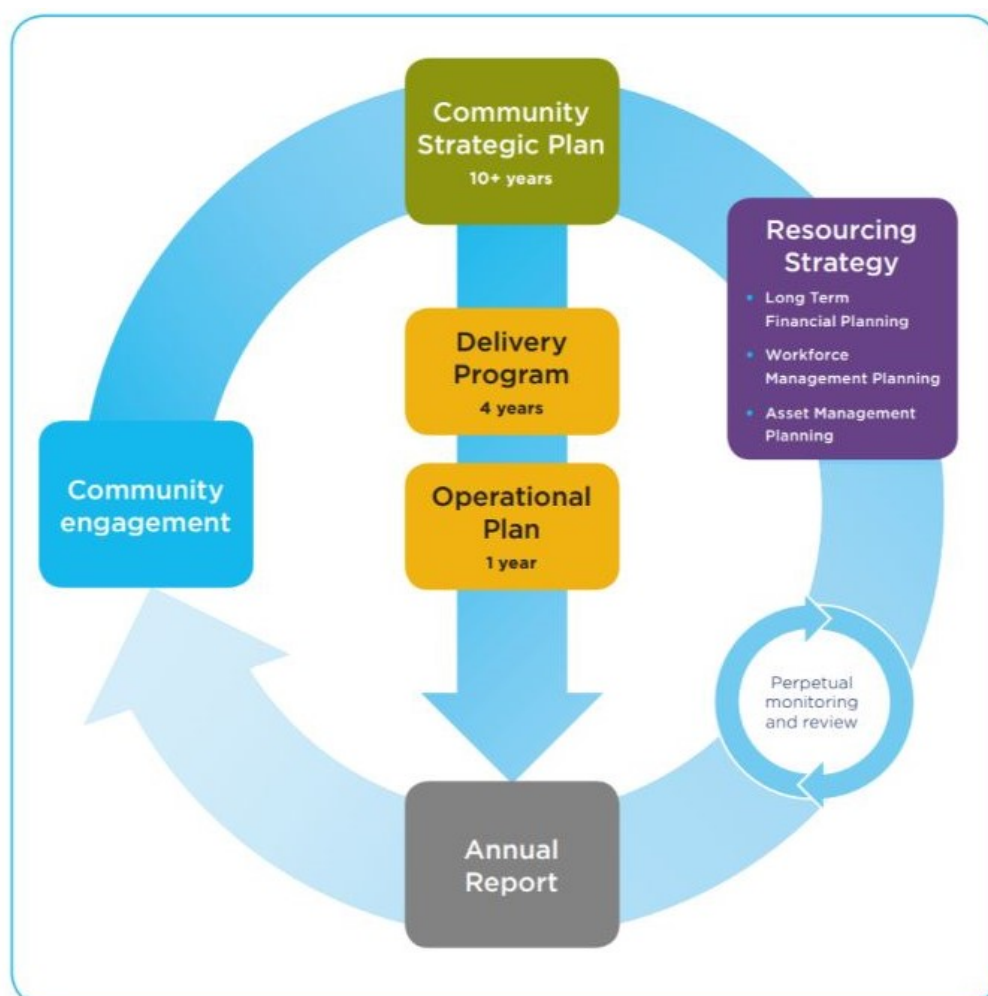 Community
Strategic Plan
10+ years
Resourcing
Strategy
• Long Term
Financial Planning
• Workforce
Management Planning
• Asset Management
Planning
Delivery
Program
4 years
Community
engagement
Operational
Plan
1 year
Perpetual
monitoring
and review
Annual
Report